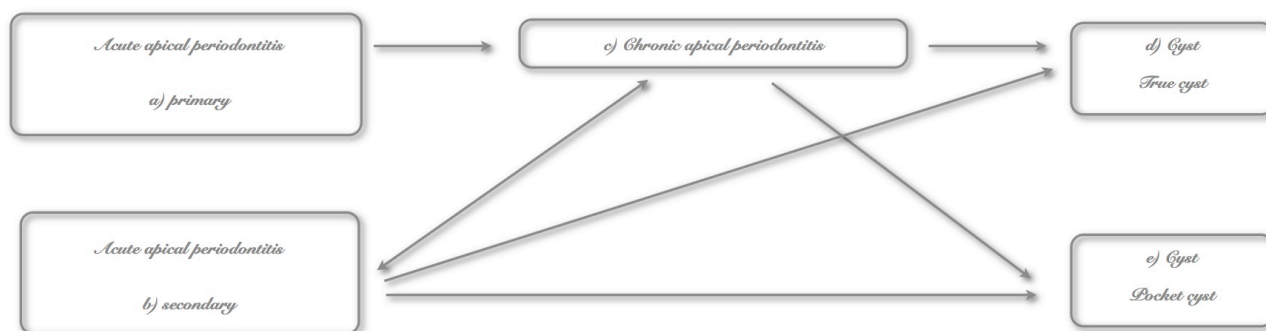 Acute apical periodontitis
a) primary
c) Chronic apical periodontitis
d) Cyst
True cyst
Acute apical periodontitis
b) secondary
e) Cyst
Pocket cyst